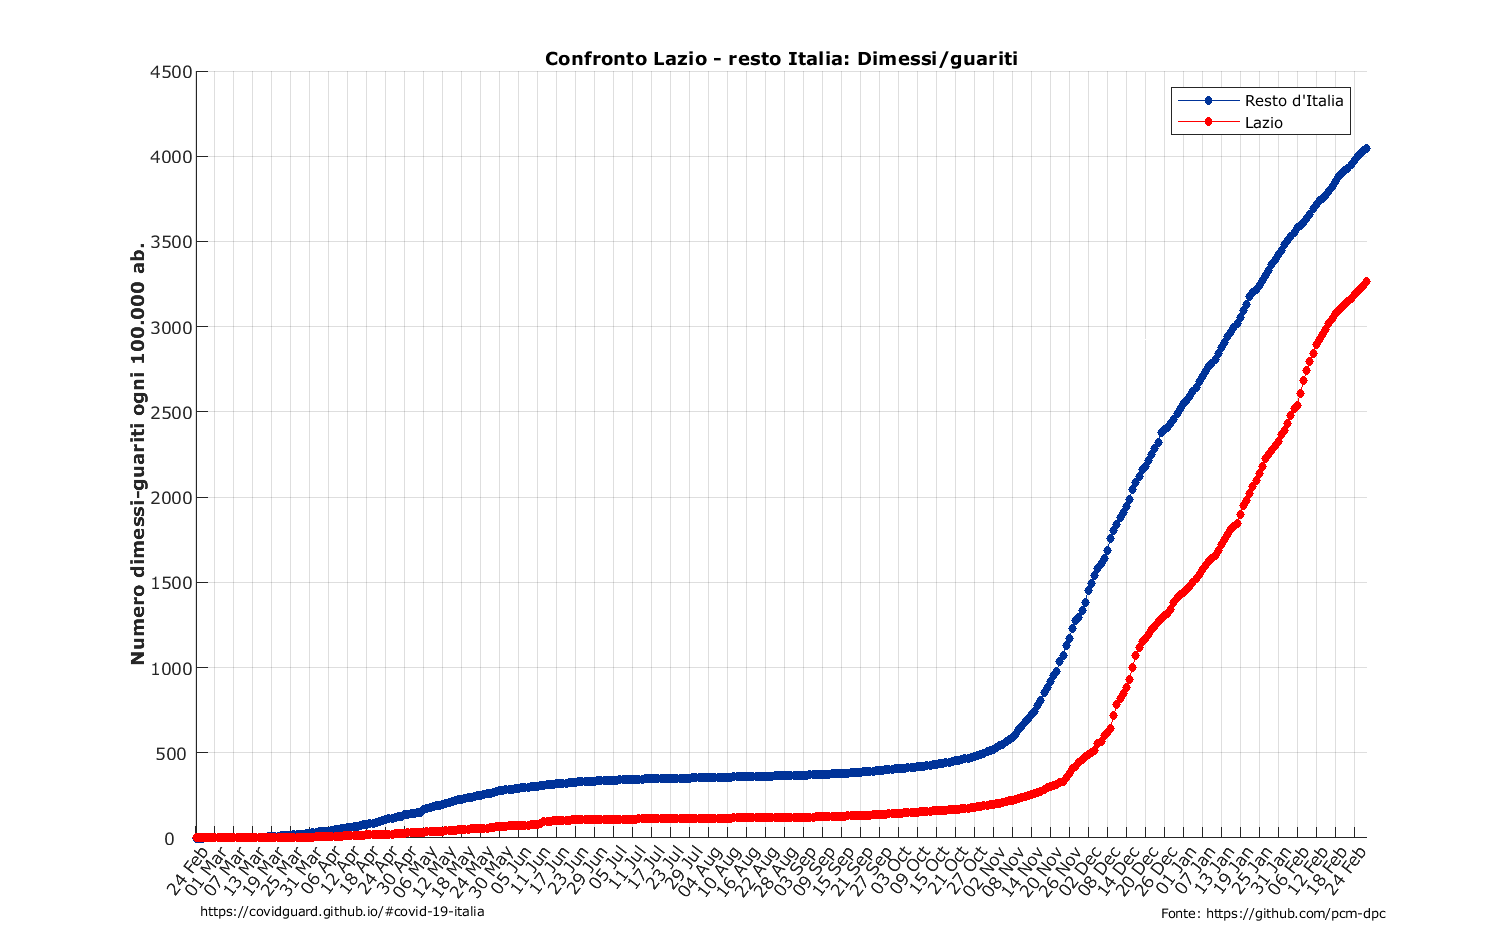 Confronto Lazio - resto Italia: Dimessi/guariti
Numero dimessi-guariti ogni 100.000 ab.
4500
4000
3500
3000
2500
2000
1500
1000
500
0
Resto d'Italia
Lazio
24 Feb
01 Mar
07 Mar
13 Mar
19 Mar
25 Mar
31 Mar
06 Apr
12 Apr
18 Apr
24 Apr
30 Apr
06 May
12 May
18 May
24 May
30 May
05 Jun
11 Jun
17 Jun
23 Jun
29 Jun
05 Jul
11 Jul
17 Jul
23 Jul
29 Jul
04 Aug
10 Aug
16 Aug
22 Aug
28 Aug
03 Sep
09 Sep
15 Sep
21 Sep
27 Sep
03 Oct
09 Oct
15 Oct
21 Oct
27 Oct
02 Nov
08 Nov
14 Nov
20 Nov
26 Nov
02 Dec
08 Dec
14 Dec
20 Dec
26 Dec
01 Jan
07 Jan
13 Jan
19 Jan
25 Jan
31 Jan
06 Feb
12 Feb
18 Feb
24 Feb
https://covidguard.github.io/#covid-19-italia
Fonte: https://github.com/pcm-dpc